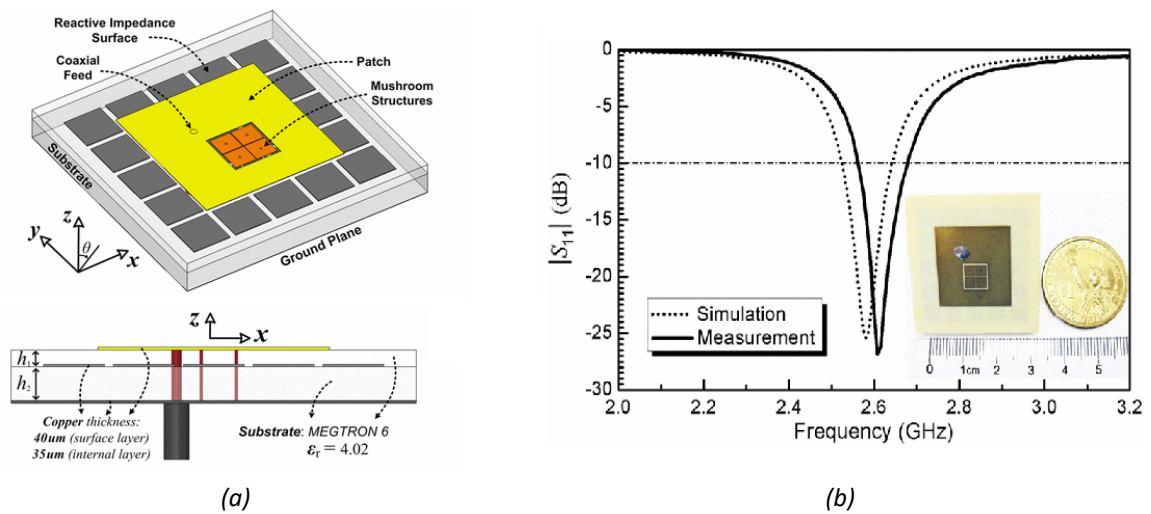 Reactive Impedance
Surface
Coaxial
Feed
Patch
Mushroom
Structures
Substrate
Ground Plane
z
θ
y
x
z
x
h₁
h₂
Copper thickness:
40um (surface layer)
35um (internal layer)
Substrate: MEGTRON 6
εᵣ = 4.02
(a)
|S₁₁| (dB)
0
-5
-10
-15
-20
-25
-30
Simulation
Measurement
0 1cm 2 3 4 5
2.0 2.2 2.4 2.6 2.8 3.0 3.2
Frequency (GHz)
(b)